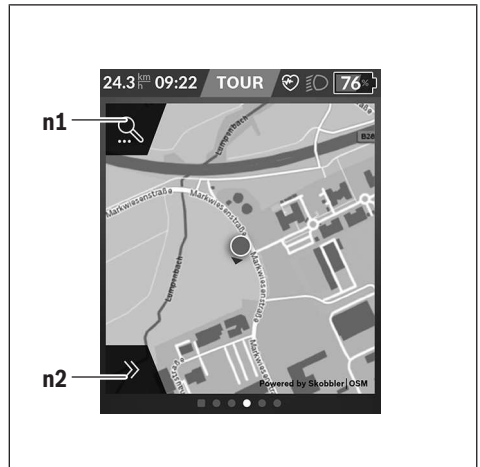 24.3 km/h 09:22 TOUR 76%
n1
Lumpenbach
B28
Markwiesenstraße
Markwiesenstraße
Markwiesenstraße
Lumpenbach
n2
Markwiesenstraße
Powered by Skobbler | OSM